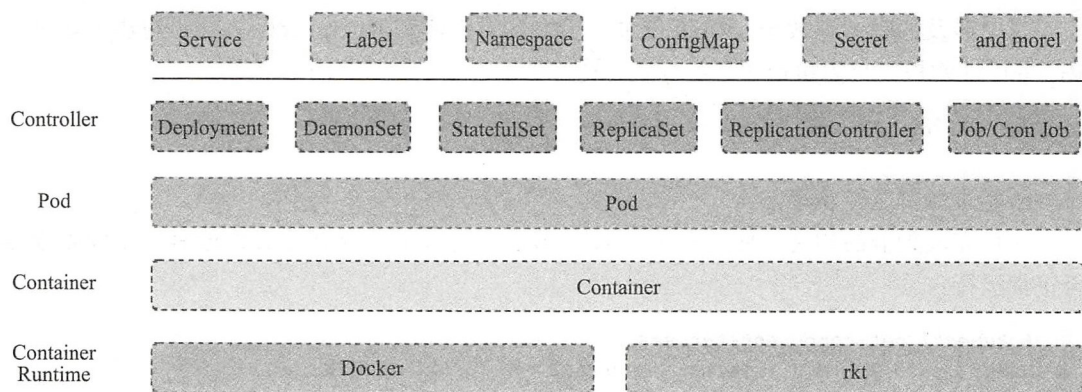 Service Label Namespace ConfigMap Secret and morel
Controller Deployment DaemonSet StatefulSet ReplicaSet ReplicationController Job/Cron Job
Pod Pod
Container Container
Container
Runtime Docker rkt